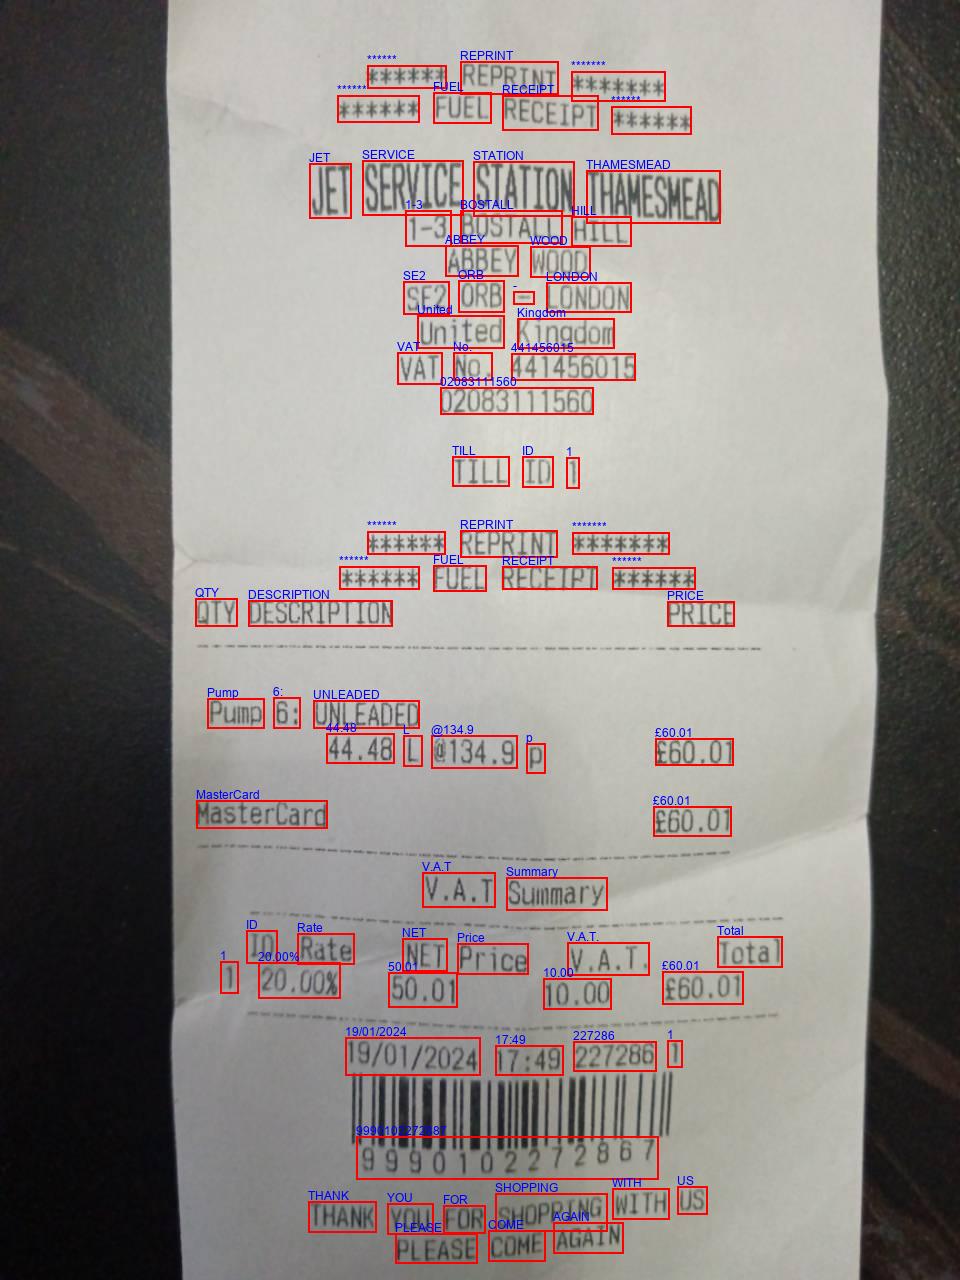 ****** REPRINT *******
****** FUEL RECEIPT ******
JET SERVICE STATION THAMESMEAD
1-3 BOSTALL HILL
ABBEY WOOD
SE2 ORB - LONDON
United Kingdom
VAT No. 441456015
02083111560
TILL ID 1
****** REPRINT *******
****** FUEL RECEIPT ******
QTY DESCRIPTION PRICE
Pump 6: UNLEADED
44.48 L @134.9 p £60.01
MasterCard £60.01
V.A.T Summary
ID Rate NET Price V.A.T. Total
1 20.00% 50.01 10.00 £60.01
19/01/2024 17:49 227286 1
9990102272867
THANK YOU FOR SHOPPING WITH US
PLEASE COME AGAIN